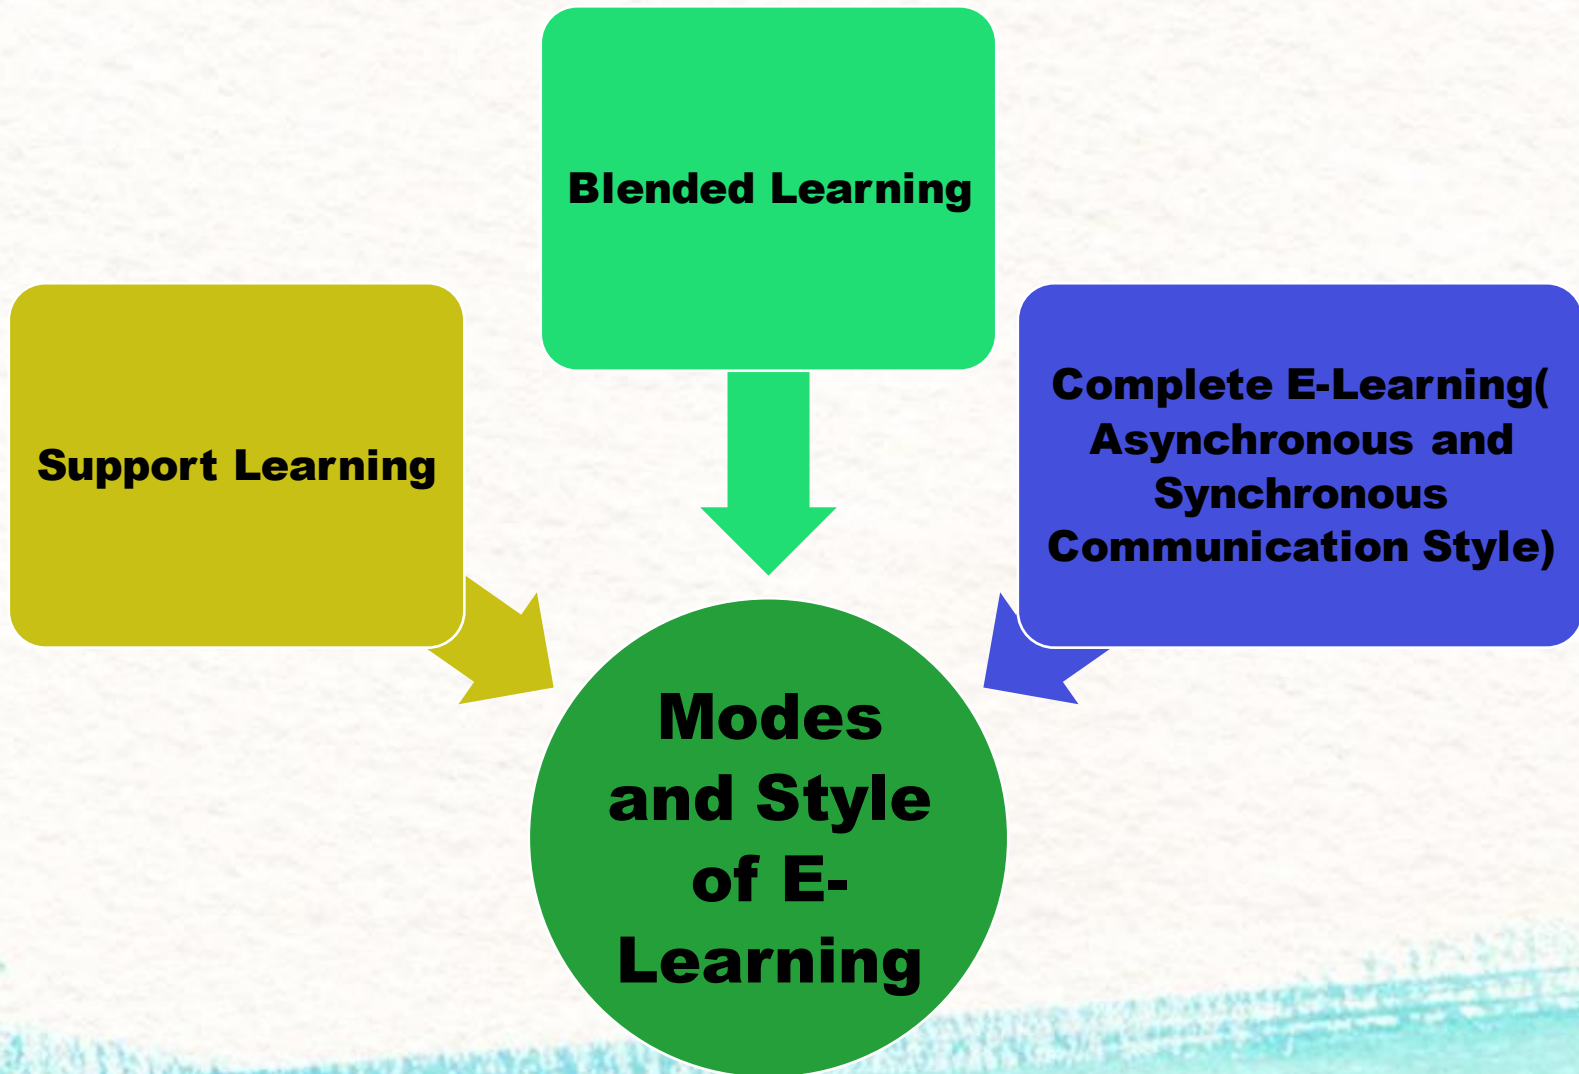 Blended Learning
Support Learning
Complete E-Learning(
Asynchronous and
Synchronous
Communication Style)
Modes
and Style
of E-
Learning